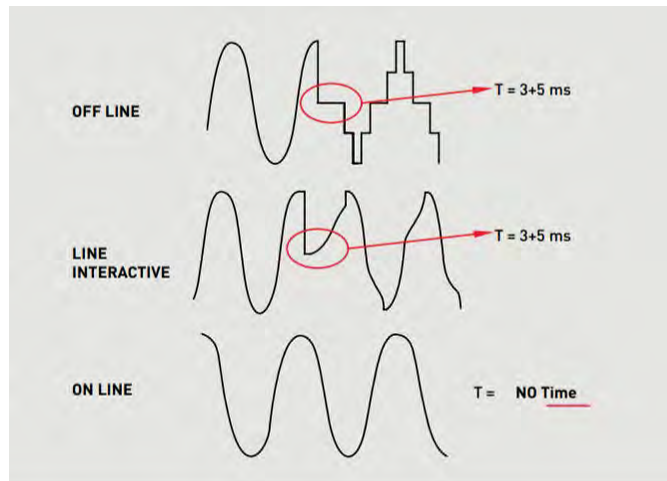 OFF LINE
T = 3+5 ms
LINE
INTERACTIVE
T = 3+5 ms
ON LINE
T = NO Time